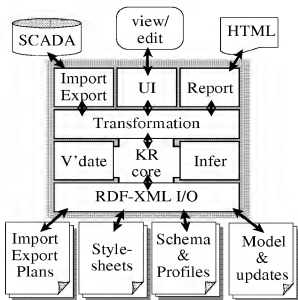 SCADA
view/
edit
HTML
Import
Export
UI
Report
Transformation
V'date
KR
core
Infer
RDF-XML I/O
Import
Export
Plans
Style-
sheets
Schema
&
Profiles
Model
&
updates